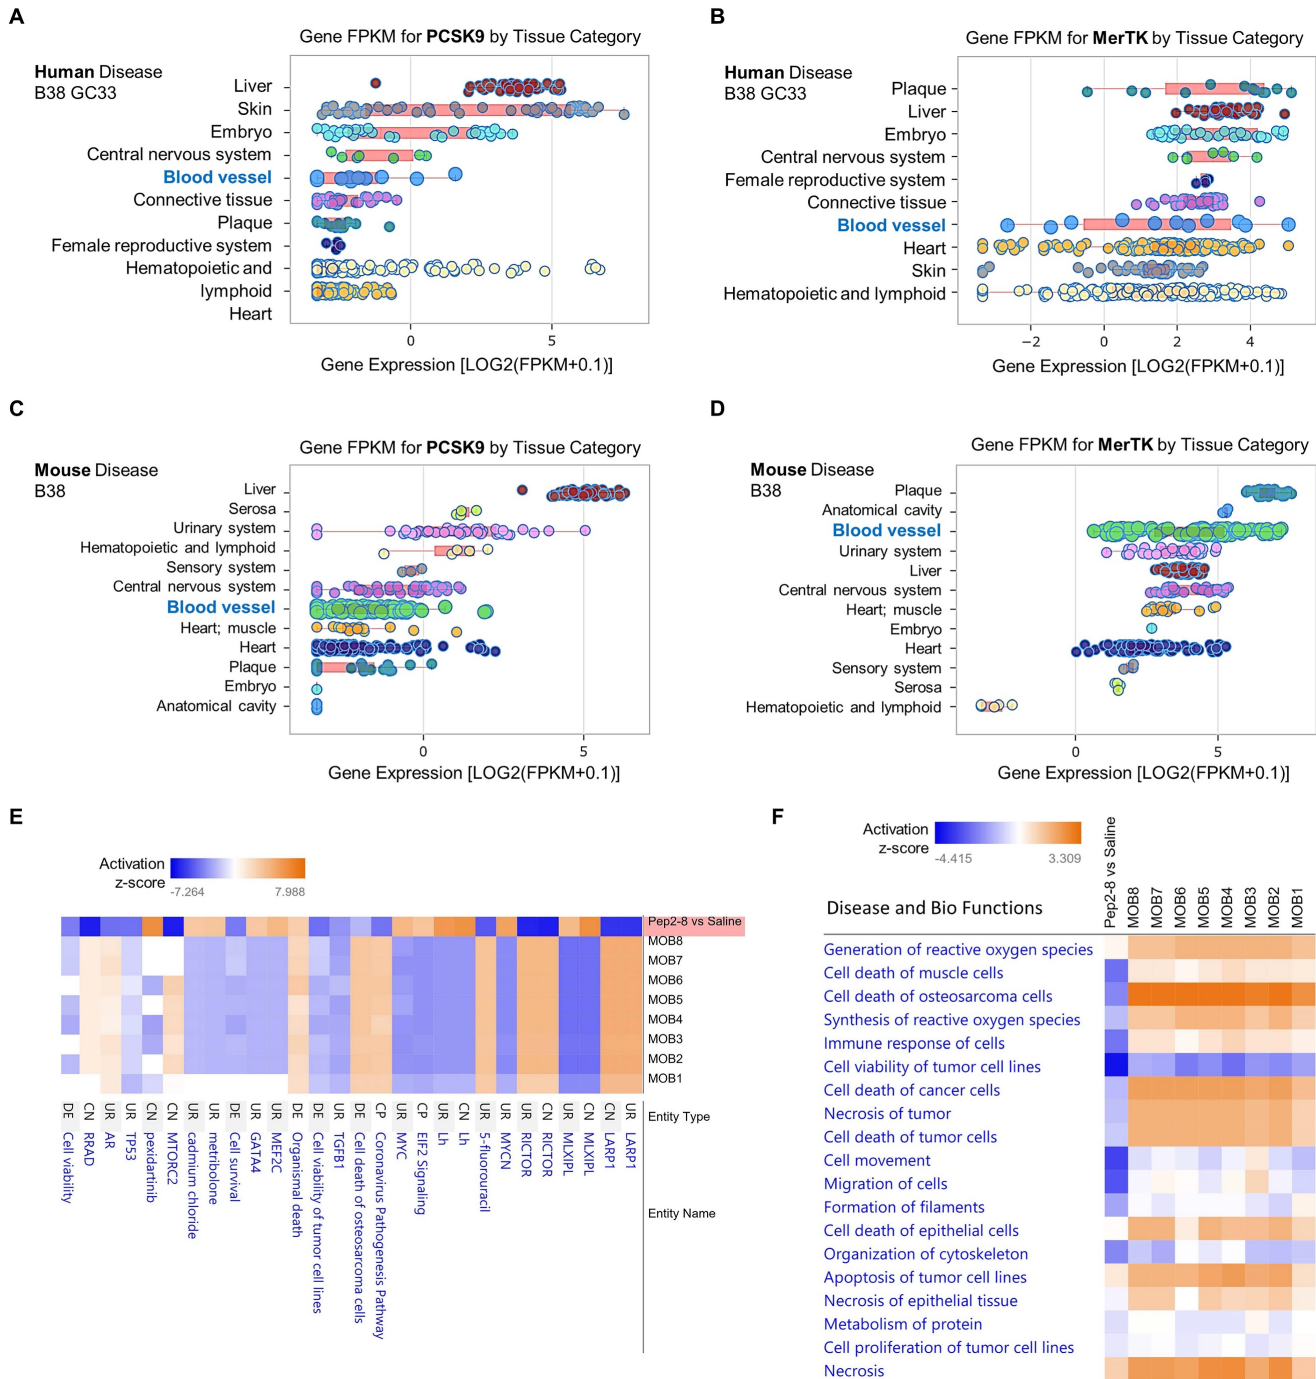 A
Gene FPKM for PCSK9 by Tissue Category
Human Disease
B38 GC33
Liver
Skin
Embryo
Central nervous system
Blood vessel
Connective tissue
Plaque
Female reproductive system
Hematopoietic and
lymphoid
Heart
0
5
Gene Expression [LOG2(FPKM+0.1)]
B
Gene FPKM for MerTK by Tissue Category
Human Disease
B38 GC33
Plaque
Liver
Embryo
Central nervous system
Female reproductive system
Connective tissue
Blood vessel
Heart
Skin
Hematopoietic and lymphoid
−2
0
2
4
Gene Expression [LOG2(FPKM+0.1)]
C
Gene FPKM for PCSK9 by Tissue Category
Mouse Disease
B38
Liver
Serosa
Urinary system
Hematopoietic and lymphoid
Sensory system
Central nervous system
Blood vessel
Heart; muscle
Heart
Plaque
Embryo
Anatomical cavity
0
5
Gene Expression [LOG2(FPKM+0.1)]
D
Gene FPKM for MerTK by Tissue Category
Mouse Disease
B38
Plaque
Anatomical cavity
Blood vessel
Urinary system
Liver
Central nervous system
Heart; muscle
Embryo
Heart
Sensory system
Serosa
Hematopoietic and lymphoid
0
5
Gene Expression [LOG2(FPKM+0.1)]
E
Activation
z-score
-7.264
7.988
Pep2-8 vs Saline
MOB8
MOB7
MOB6
MOB5
MOB4
MOB3
MOB2
MOB1
Entity Type
Entity Name
DE Cell viability
CN RRAD
UR AR
UR TP53
CN pexidartinib
CN MTORC2
UR cadmium chloride
UR metribolone
DE Cell survival
UR GATA4
UR MEF2C
DE Organismal death
DE Cell viability of tumor cell lines
UR TGFB1
DE Cell death of osteosarcoma cells
CP Coronavirus Pathogenesis Pathway
UR MYC
CP EIF2 Signaling
UR Lh
CN Lh
UR 5-fluorouracil
UR MYCN
UR RICTOR
CN RICTOR
UR MLXIPL
CN MLXIPL
CN LARP1
UR LARP1
F
Activation
z-score
-4.415
3.309
Pep2-8 vs Saline
MOB8
MOB7
MOB6
MOB5
MOB4
MOB3
MOB2
MOB1
Disease and Bio Functions
Generation of reactive oxygen species
Cell death of muscle cells
Cell death of osteosarcoma cells
Synthesis of reactive oxygen species
Immune response of cells
Cell viability of tumor cell lines
Cell death of cancer cells
Necrosis of tumor
Cell death of tumor cells
Cell movement
Migration of cells
Formation of filaments
Cell death of epithelial cells
Organization of cytoskeleton
Apoptosis of tumor cell lines
Necrosis of epithelial tissue
Metabolism of protein
Cell proliferation of tumor cell lines
Necrosis